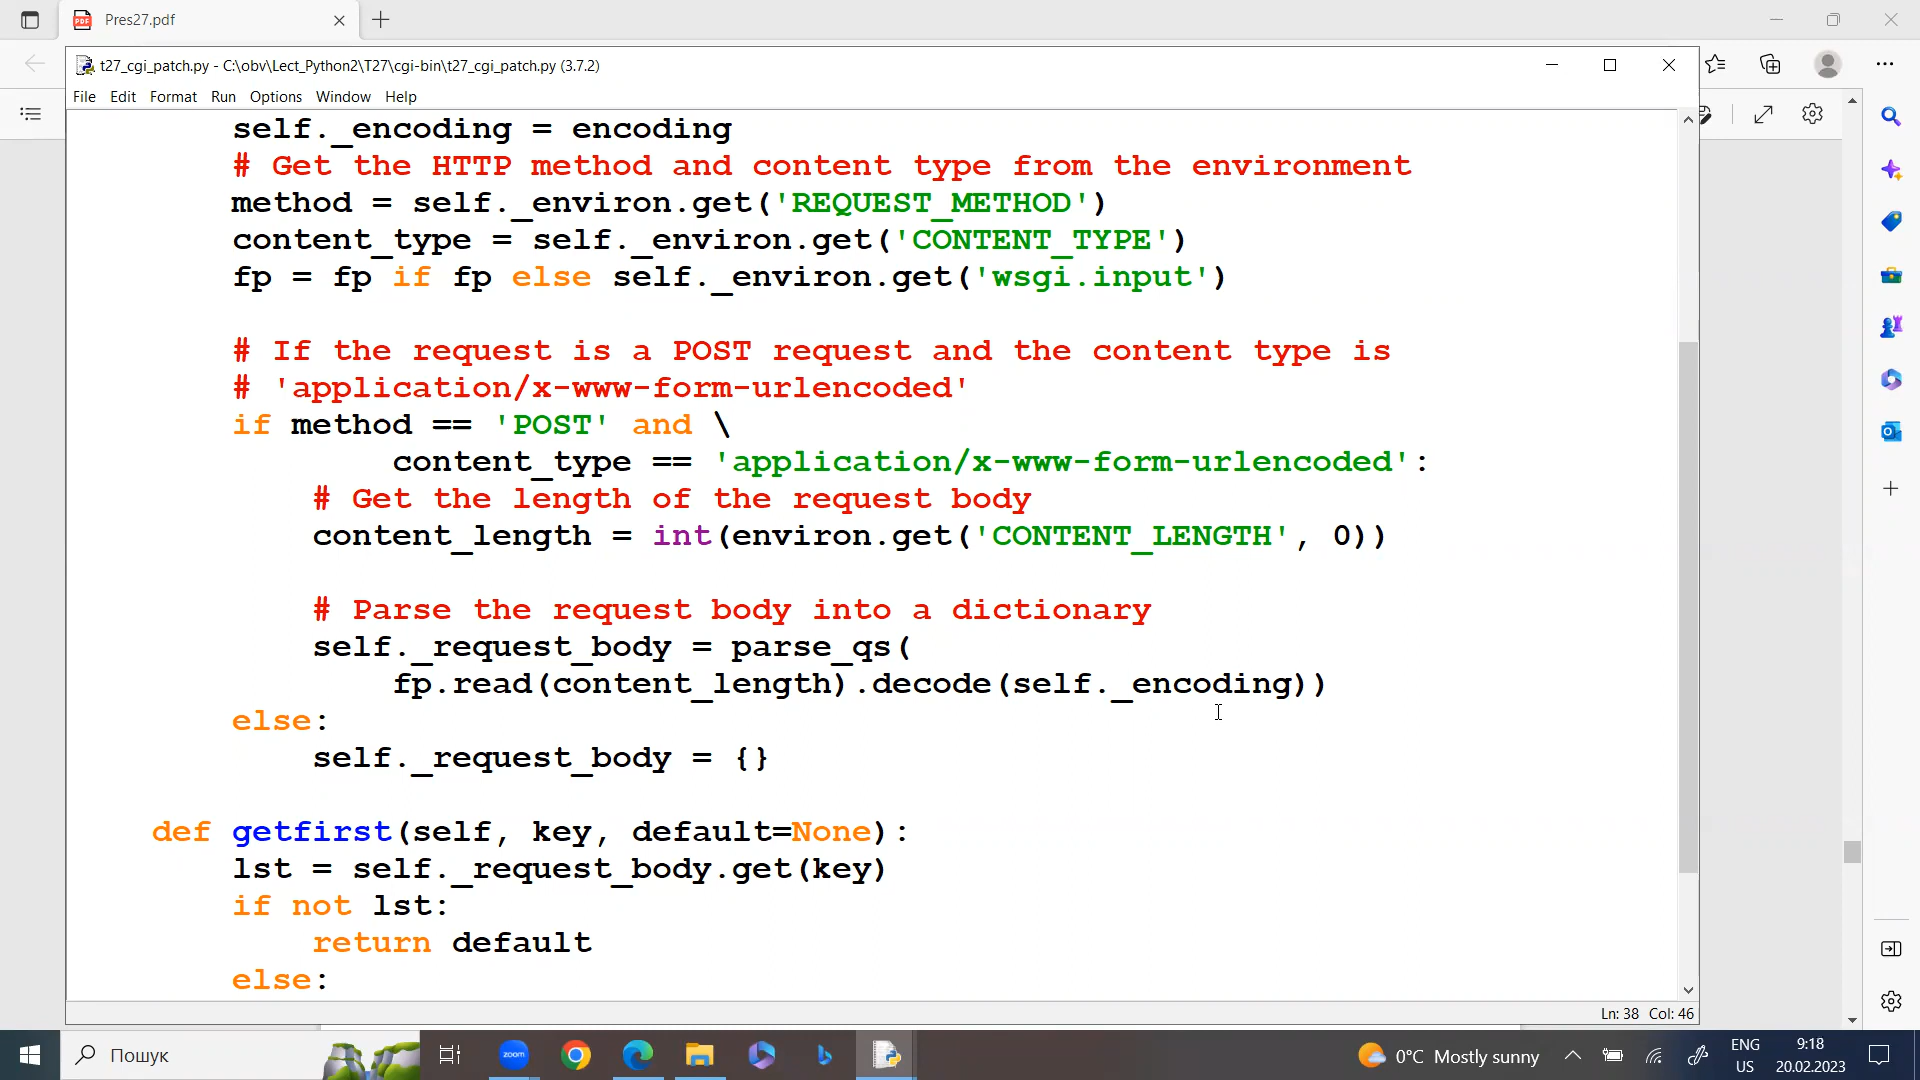 Pres27.pdf
t27_cgi_patch.py - C:\obv\Lect_Python2\T27\cgi-bin\t27_cgi_patch.py (3.7.2)
File Edit Format Run Options Window Help
self._encoding = encoding
# Get the HTTP method and content type from the environment
method = self._environ.get('REQUEST_METHOD')
content_type = self._environ.get('CONTENT_TYPE')
fp = fp if fp else self._environ.get('wsgi.input')
# If the request is a POST request and the content type is
# 'application/x-www-form-urlencoded'
if method == 'POST' and \
content_type == 'application/x-www-form-urlencoded':
# Get the length of the request body
content_length = int(environ.get('CONTENT_LENGTH', 0))
# Parse the request body into a dictionary
self._request_body = parse_qs(
fp.read(content_length).decode(self._encoding))
else:
self._request_body = {}
def getfirst(self, key, default=None):
lst = self._request_body.get(key)
if not lst:
return default
else:
Ln: 38 Col: 46
Пошук
zoom
0°C Mostly sunny
ENG
US
9:18
20.02.2023